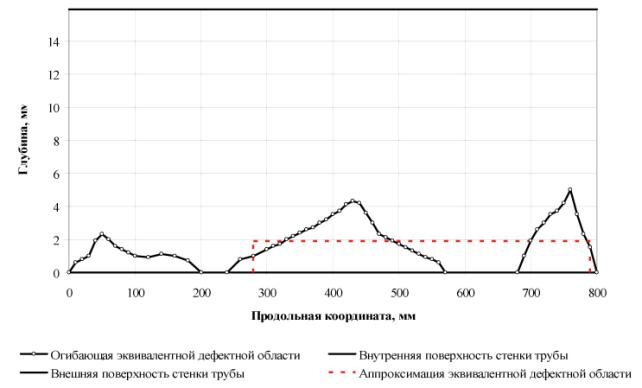 14
12
10
8
6
4
2
0
Глубина, мм
0 100 200 300 400 500 600 700 800
Продольная координата, мм
Огибающая эквивалентной дефектной области
Внутренняя поверхность стенки трубы
Внешняя поверхность стенки трубы
Аппроксимация эквивалентной дефектной области